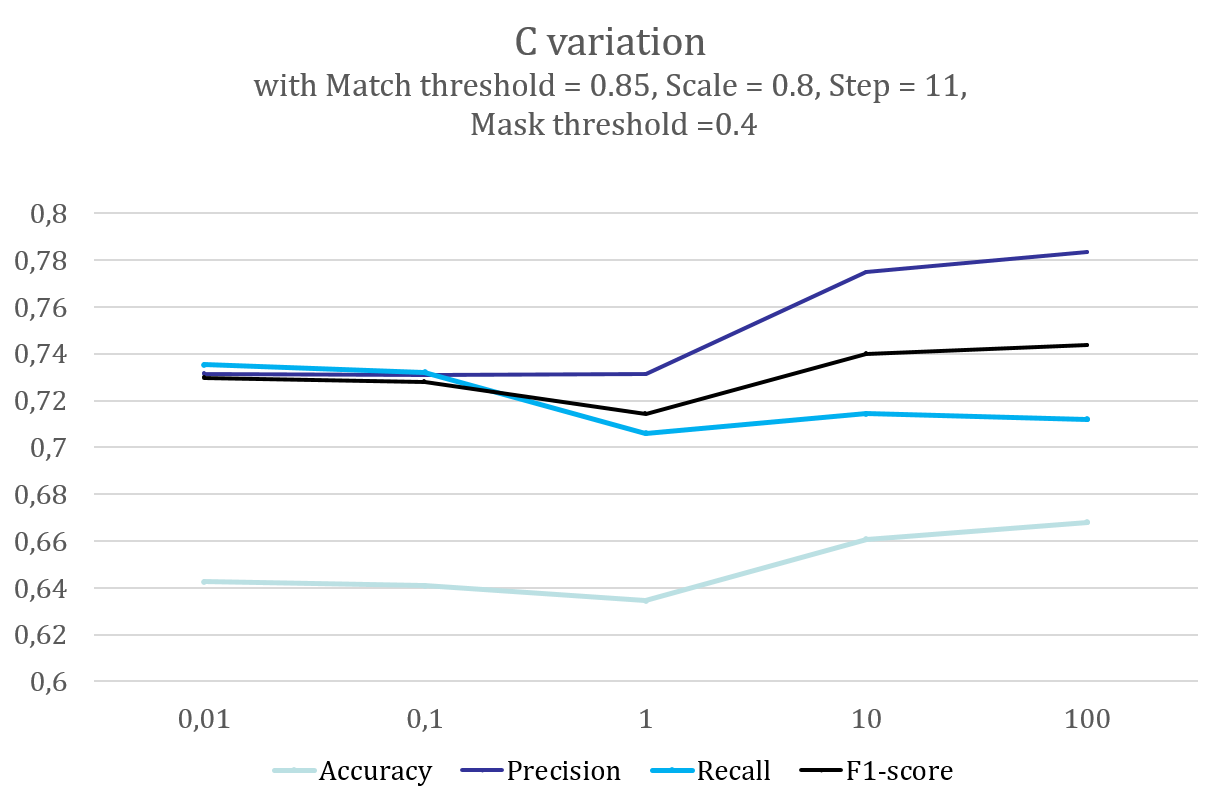 C variation
with Match threshold = 0.85, Scale = 0.8, Step = 11,
Mask threshold =0.4
0,8
0,78
0,76
0,74
0,72
0,7
0,68
0,66
0,64
0,62
0,6
0,01 0,1 1 10 100
Accuracy Precision Recall F1-score